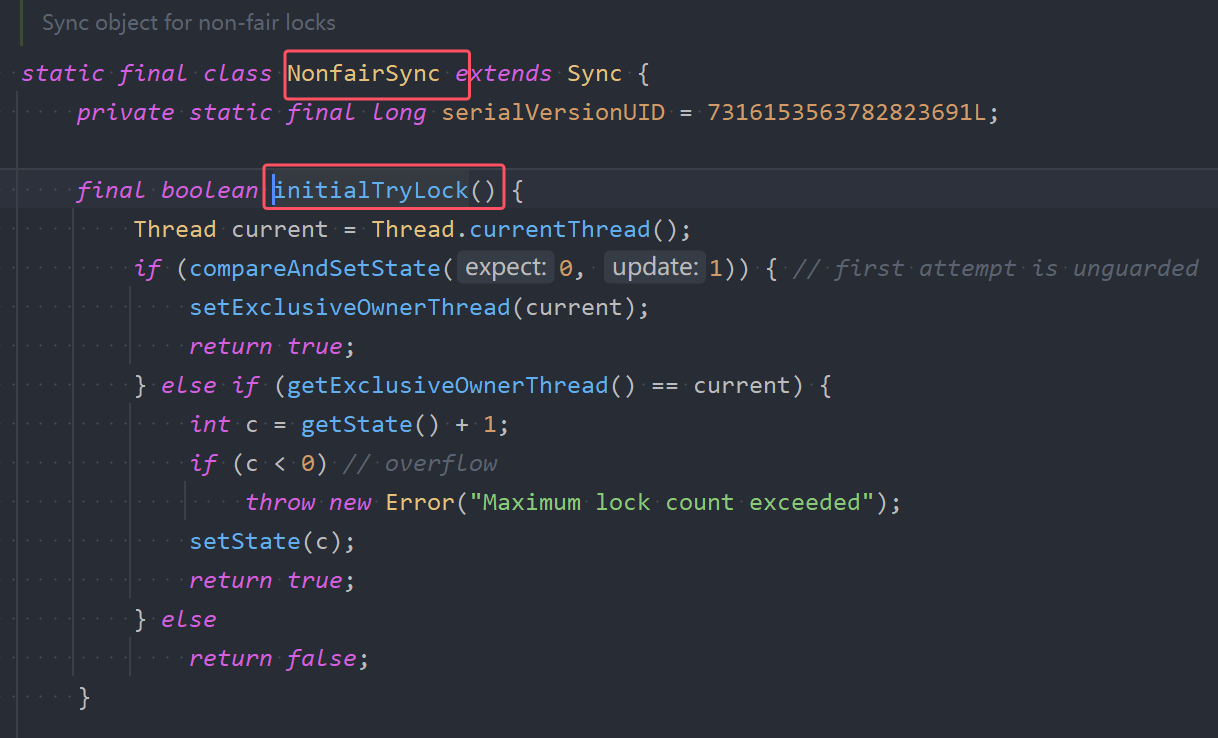 Sync object for non-fair locks
static final class NonfairSync extends Sync {
private static final long serialVersionUID = 7316153563782823691L;
final boolean initialTryLock() {
Thread current = Thread.currentThread();
if (compareAndSetState( expect: 0, update: 1)) { // first attempt is unguarded
setExclusiveOwnerThread(current);
return true;
} else if (getExclusiveOwnerThread() == current) {
int c = getState() + 1;
if (c < 0) // overflow
throw new Error("Maximum lock count exceeded");
setState(c);
return true;
} else
return false;
}